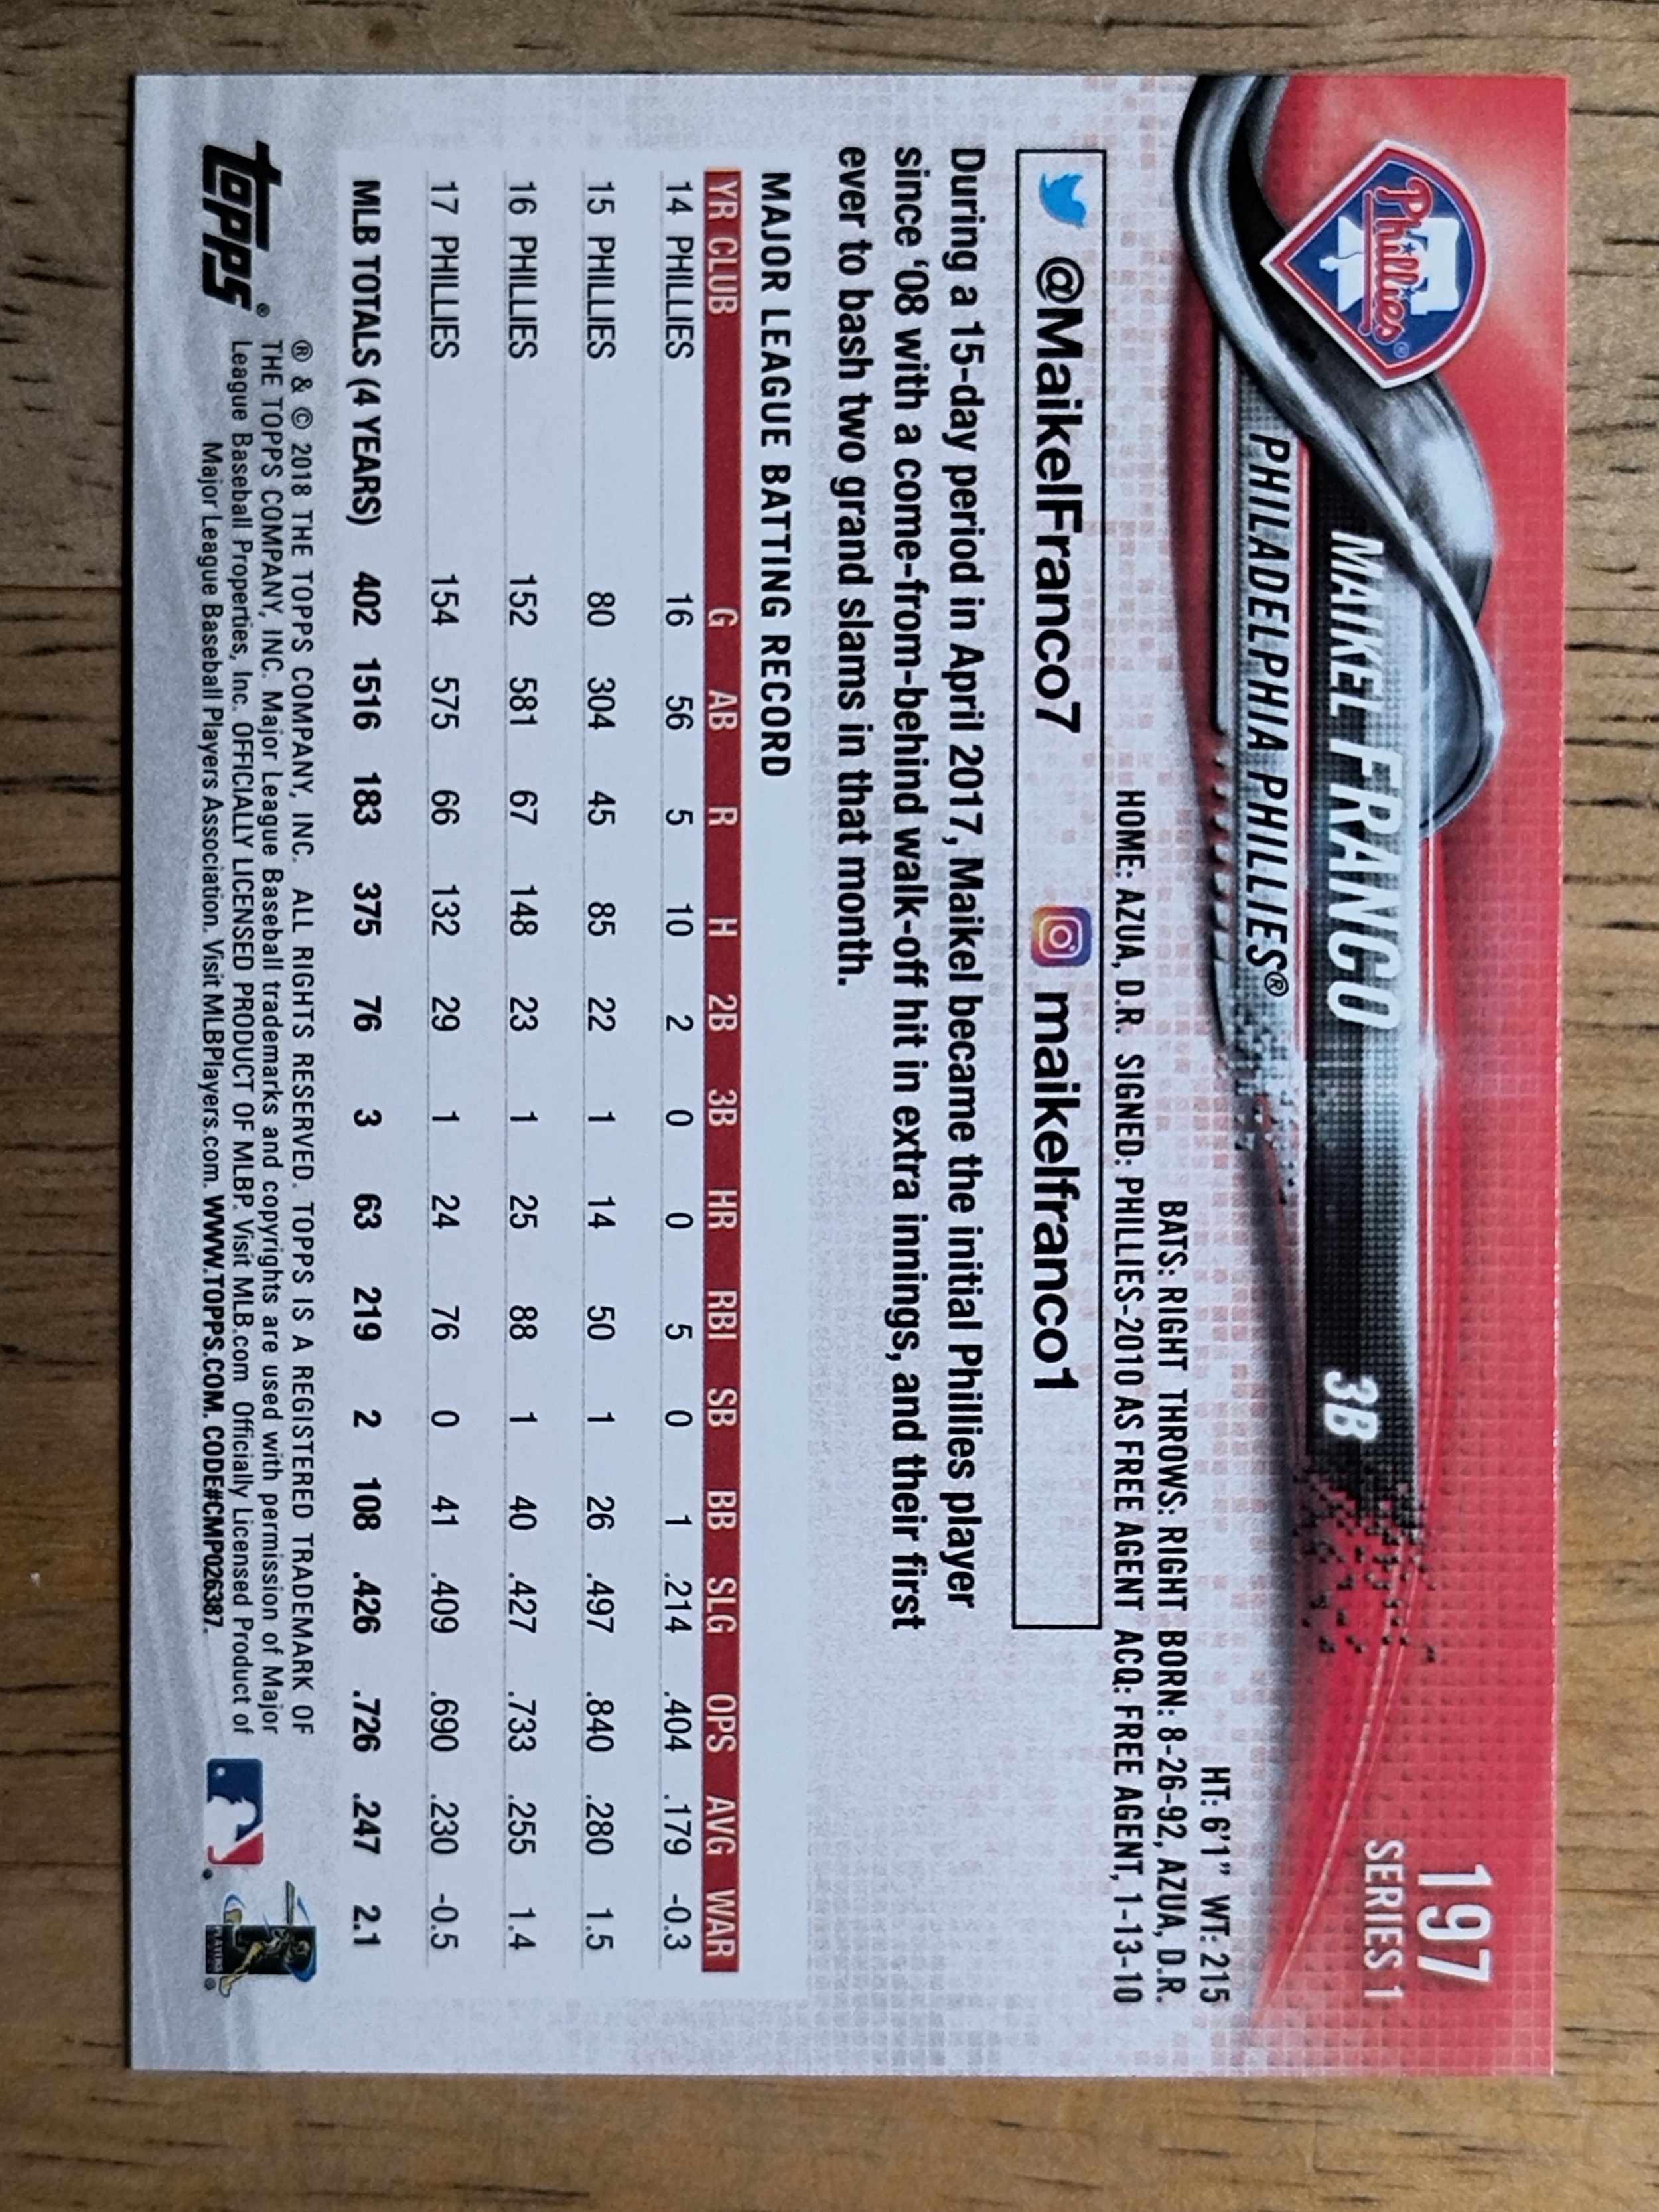 Phillies®
197
SERIES 1
MAIKEL FRANCO 3B
PHILADELPHIA PHILLIES®
HT: 6'1" WT: 215
BATS: RIGHT THROWS: RIGHT BORN: 8-26-92, AZUA, D.R.
HOME: AZUA, D.R. SIGNED: PHILLIES-2010 AS FREE AGENT ACQ: FREE AGENT, 1-13-10
@MaikelFranco7 maikelfranco1
During a 15-day period in April 2017, Maikel became the initial Phillies player
since '08 with a come-from-behind walk-off hit in extra innings, and their first
ever to bash two grand slams in that month.
MAJOR LEAGUE BATTING RECORD
YR CLUB G AB R H 2B 3B HR RBI SB BB SLG OPS AVG WAR
14 PHILLIES 16 56 5 10 2 0 0 5 0 1 .214 .404 .179 -0.3
15 PHILLIES 80 304 45 85 22 1 14 50 1 26 .497 .840 .280 1.5
16 PHILLIES 152 581 67 148 23 1 25 88 1 40 .427 .733 .255 1.4
17 PHILLIES 154 575 66 132 29 1 24 76 0 41 .409 .690 .230 -0.5
MLB TOTALS (4 YEARS) 402 1516 183 375 76 3 63 219 2 108 .426 .726 .247 2.1
topps®
® & © 2018 THE TOPPS COMPANY, INC. ALL RIGHTS RESERVED. TOPPS IS A REGISTERED TRADEMARK OF
THE TOPPS COMPANY, INC. Major League Baseball trademarks and copyrights are used with permission of Major
League Baseball Properties, Inc. OFFICIALLY LICENSED PRODUCT OF MLBP. Visit MLB.com Officially Licensed Product of
Major League Baseball Players Association. Visit MLBPlayers.com. WWW.TOPPS.COM. CODE#CMP026387.
PLAYERS